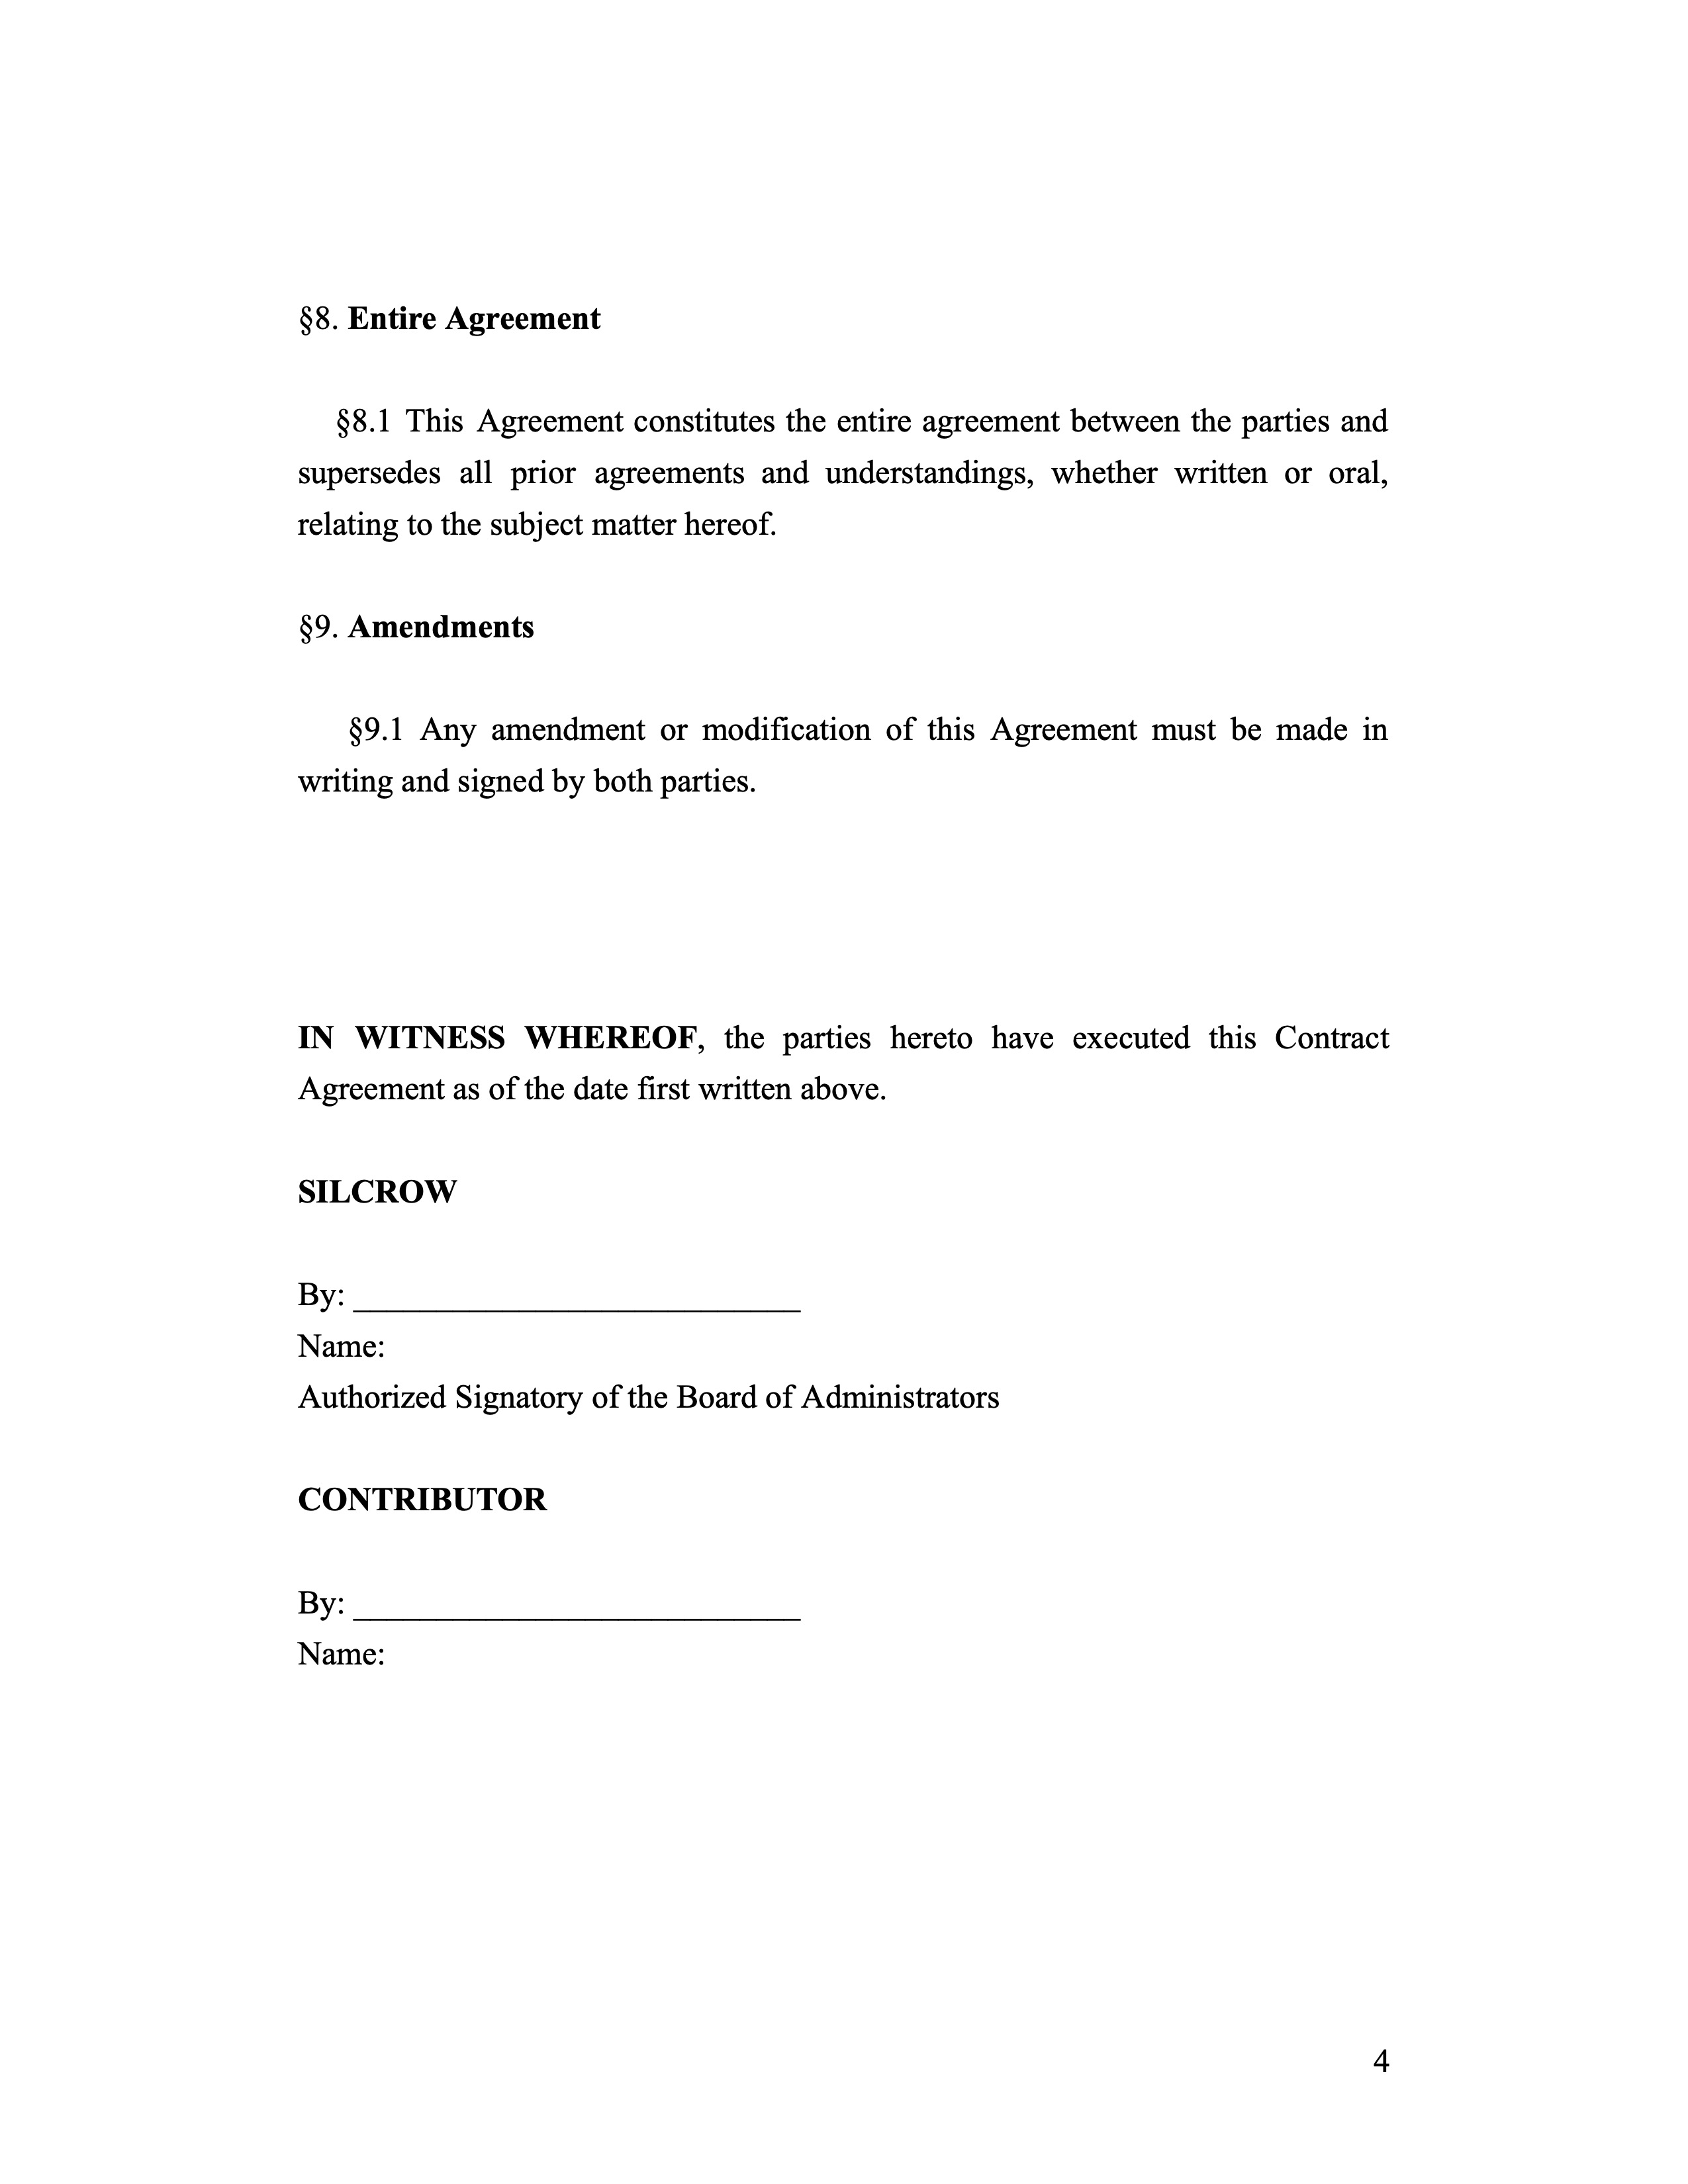 §8. Entire Agreement
§8.1 This Agreement constitutes the entire agreement between the parties and
supersedes all prior agreements and understandings, whether written or oral,
relating to the subject matter hereof.
§9. Amendments
§9.1 Any amendment or modification of this Agreement must be made in
writing and signed by both parties.
IN WITNESS WHEREOF, the parties hereto have executed this Contract
Agreement as of the date first written above.
SILCROW
By: ___________________________
Name:
Authorized Signatory of the Board of Administrators
CONTRIBUTOR
By: ___________________________
Name:
4